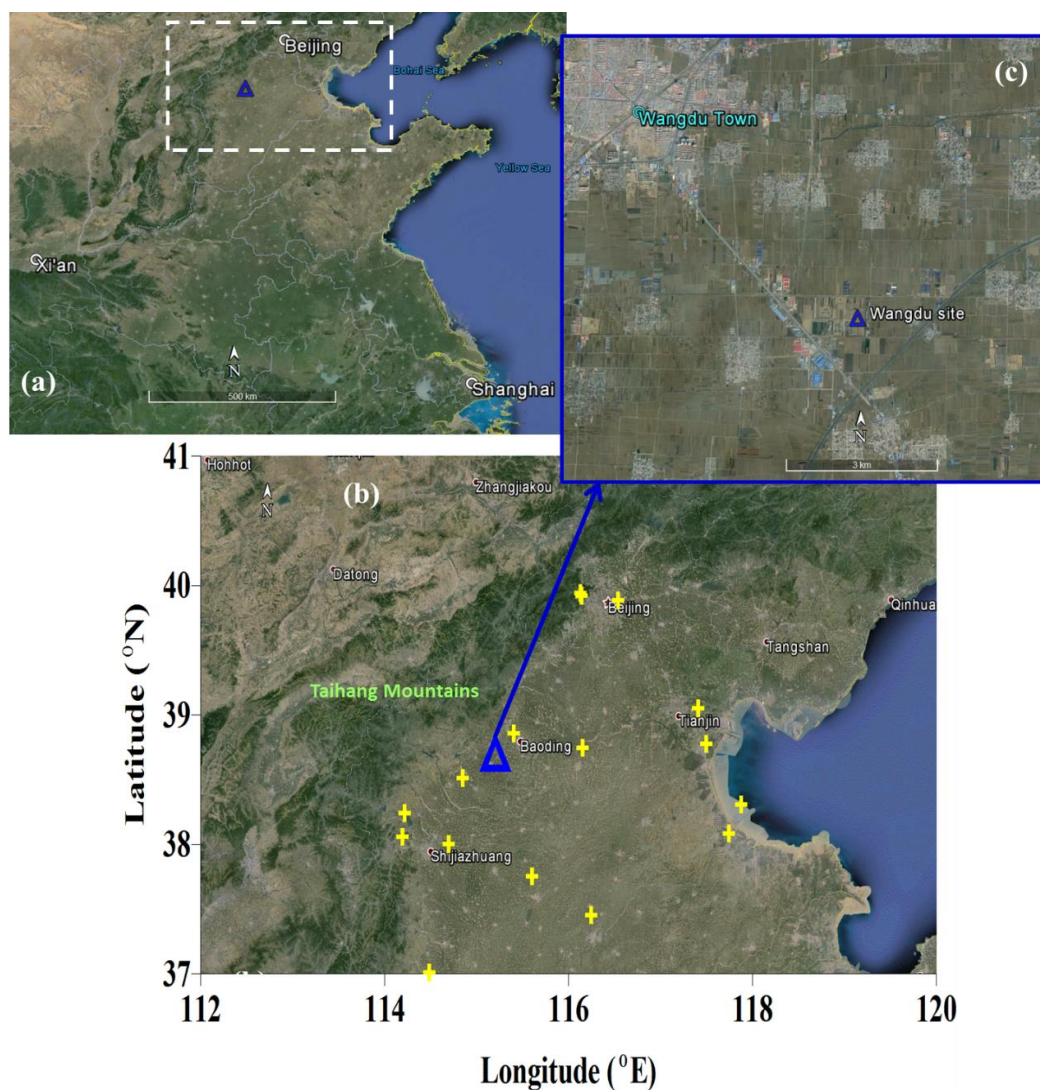 Beijing
Bohai Sea
Yellow Sea
Xi'an
N
(a)
500 km
Shanghai
(c)
Wangdu Town
Wangdu site
N
3 km
41
40
39
38
37
Latitude (°N)
Hohhot
(b)
Zhangjiakou
N
Datong
Beijing
Qinhua
Tangshan
Taihang Mountains
Tianjin
Baoding
Shijiazhuang
112
114
116
118
120
Longitude (°E)